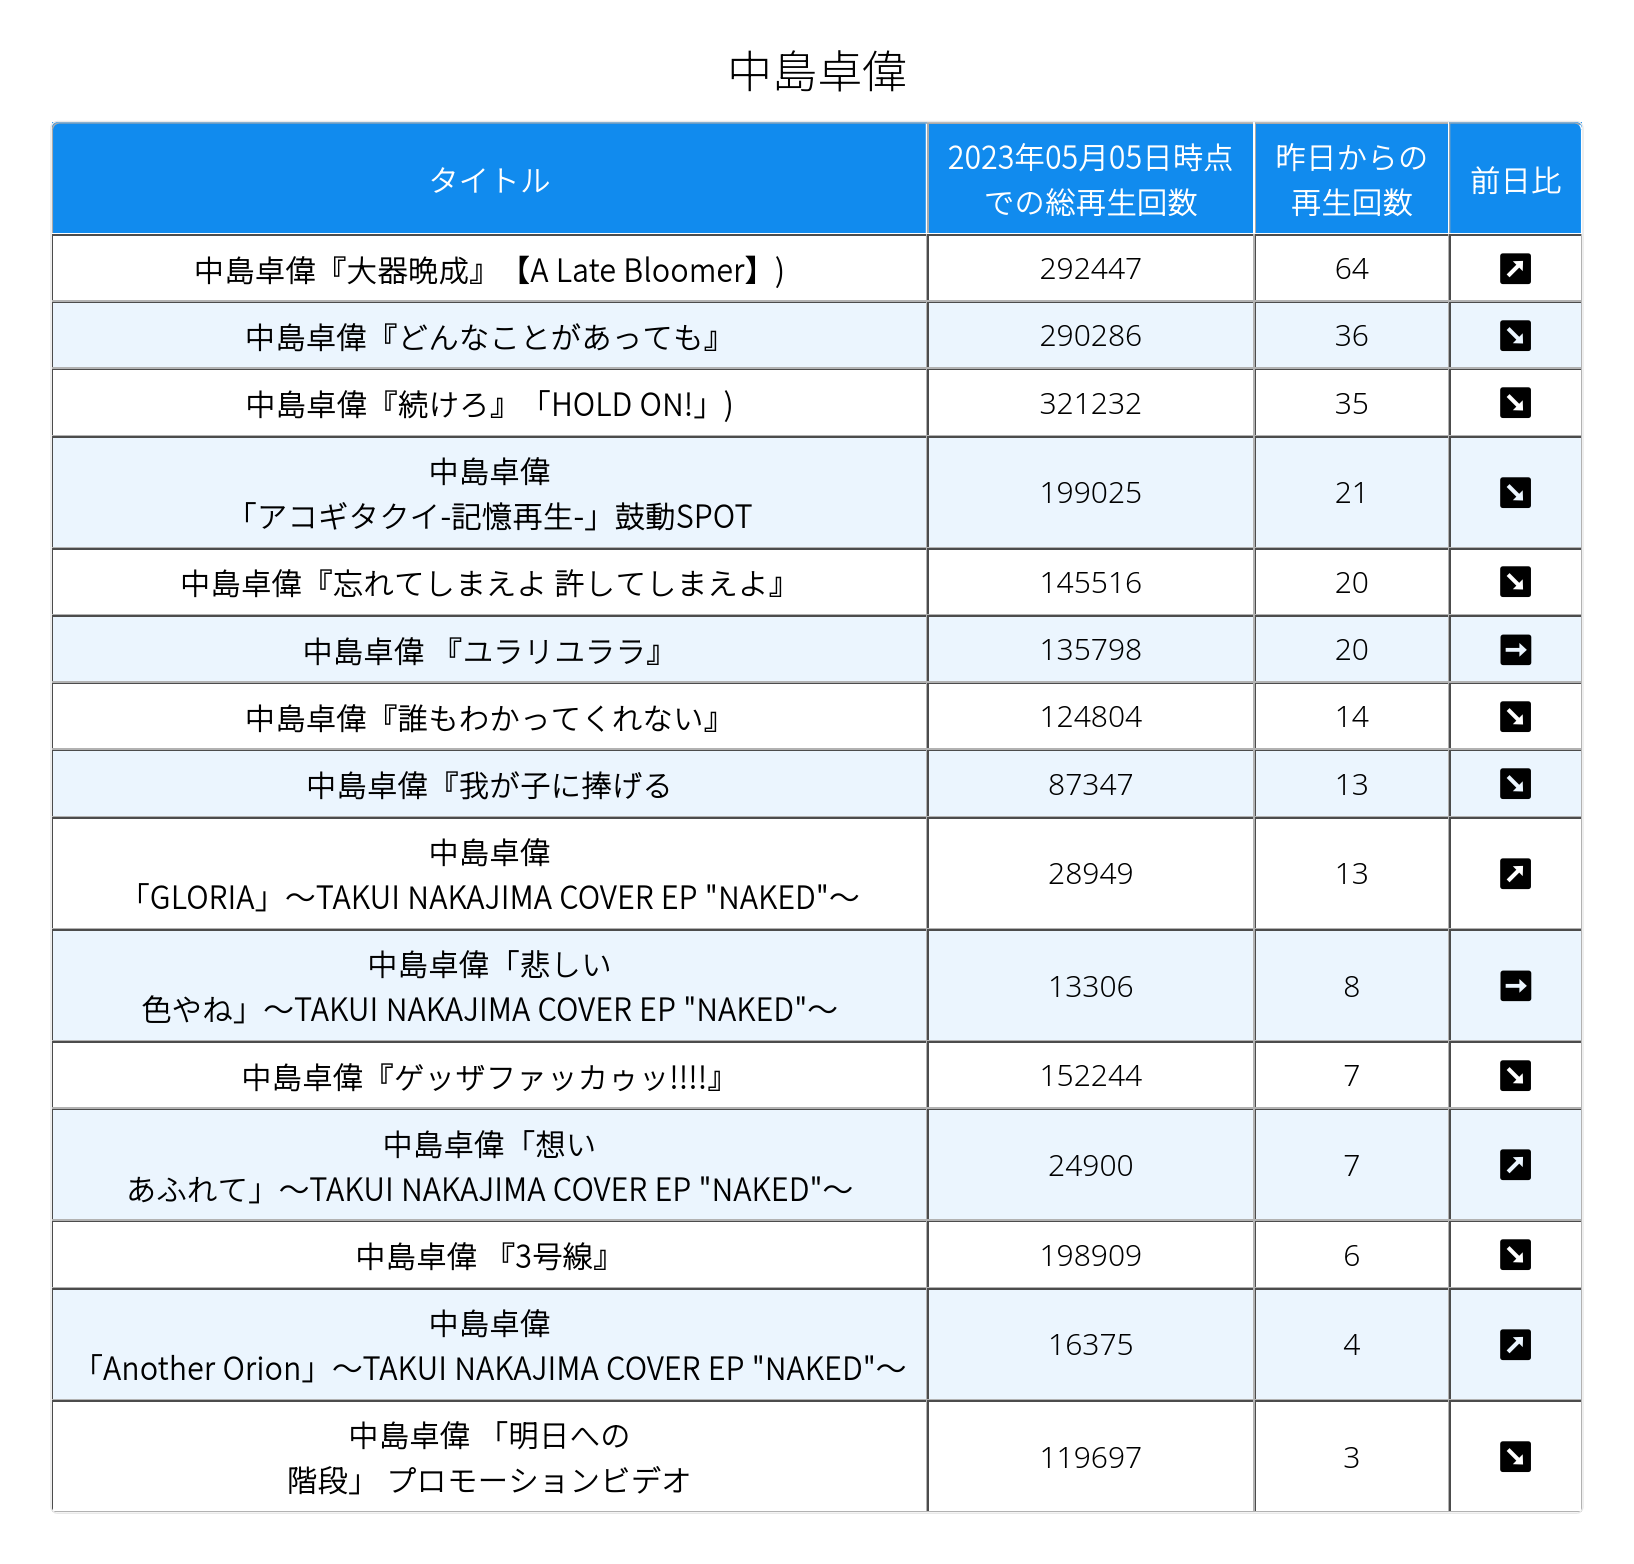 中島卓偉
タイトル
2023年05月05日時点
での総再生回数
昨日からの
再生回数
前日比
中島卓偉『大器晩成』【A Late Bloomer】) 292447 64 ↗
中島卓偉『どんなことがあっても』 290286 36 ↘
中島卓偉『続けろ』「HOLD ON!」) 321232 35 ↘
中島卓偉
「アコギタクイ-記憶再生-」鼓動SPOT 199025 21 ↘
中島卓偉『忘れてしまえよ 許してしまえよ』 145516 20 ↘
中島卓偉 『ユラリユララ』 135798 20 →
中島卓偉『誰もわかってくれない』 124804 14 ↘
中島卓偉『我が子に捧げる 87347 13 ↘
中島卓偉
「GLORIA」〜TAKUI NAKAJIMA COVER EP "NAKED"〜 28949 13 ↗
中島卓偉「悲しい
色やね」〜TAKUI NAKAJIMA COVER EP "NAKED"〜 13306 8 →
中島卓偉『ゲッザファッカゥッ!!!!』 152244 7 ↘
中島卓偉「想い
あふれて」〜TAKUI NAKAJIMA COVER EP "NAKED"〜 24900 7 ↗
中島卓偉 『3号線』 198909 6 ↘
中島卓偉
「Another Orion」〜TAKUI NAKAJIMA COVER EP "NAKED"〜 16375 4 ↗
中島卓偉 「明日への
階段」 プロモーションビデオ 119697 3 ↘